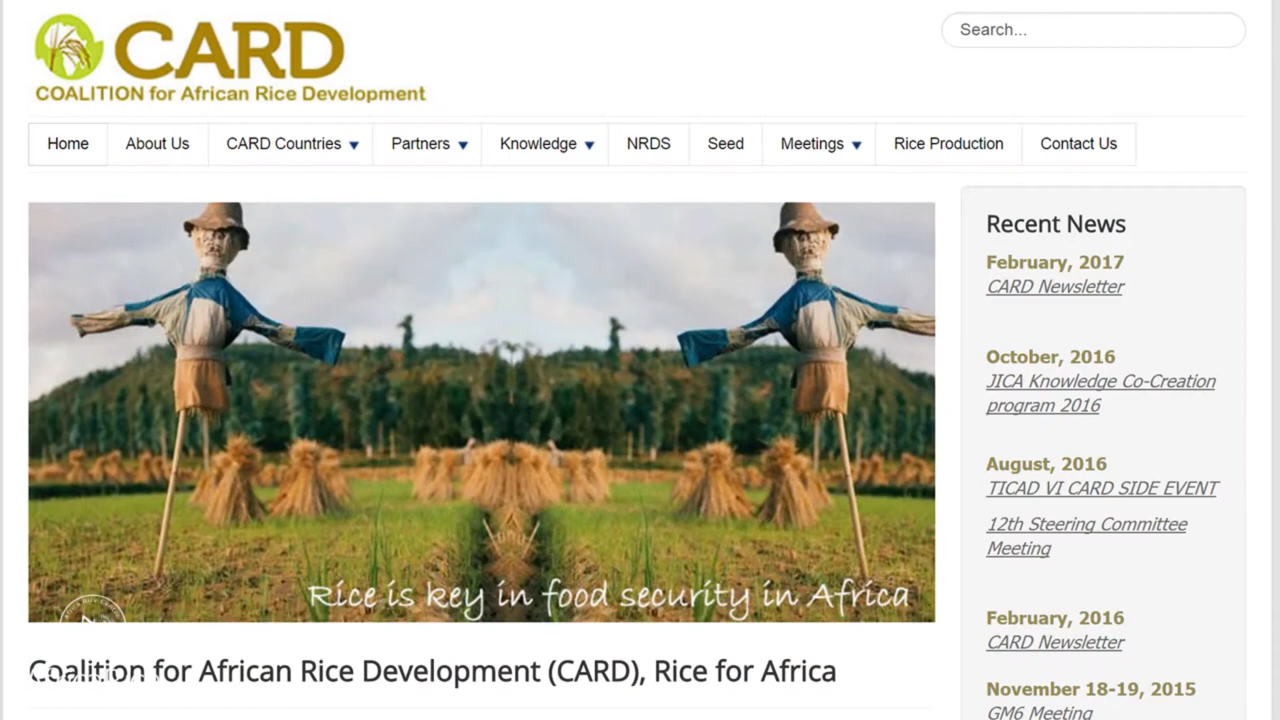 CARD
COALITION for African Rice Development
Search...
Home About Us CARD Countries Partners Knowledge NRDS Seed Meetings Rice Production Contact Us
Rice is key in food security in Africa
Coalition for African Rice Development (CARD), Rice for Africa
Recent News
February, 2017
CARD Newsletter
October, 2016
JICA Knowledge Co-Creation
program 2016
August, 2016
TICAD VI CARD SIDE EVENT
12th Steering Committee
Meeting
February, 2016
CARD Newsletter
November 18-19, 2015
GM6 Meeting